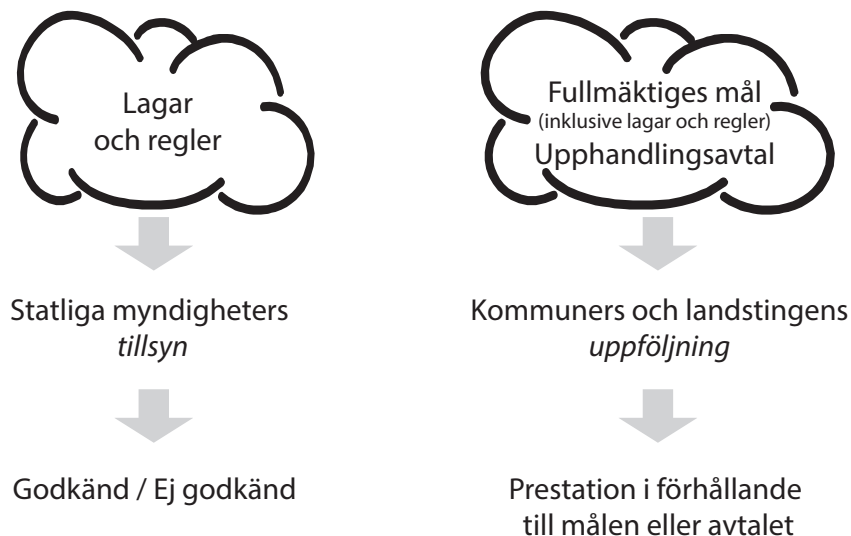 Lagar
och regler
Statliga myndigheters
tillsyn
Godkänd / Ej godkänd
Fullmäktiges mål
(inklusive lagar och regler)
Upphandlingsavtal
Kommuners och landstingens
uppföljning
Prestation i förhållande
till målen eller avtalet